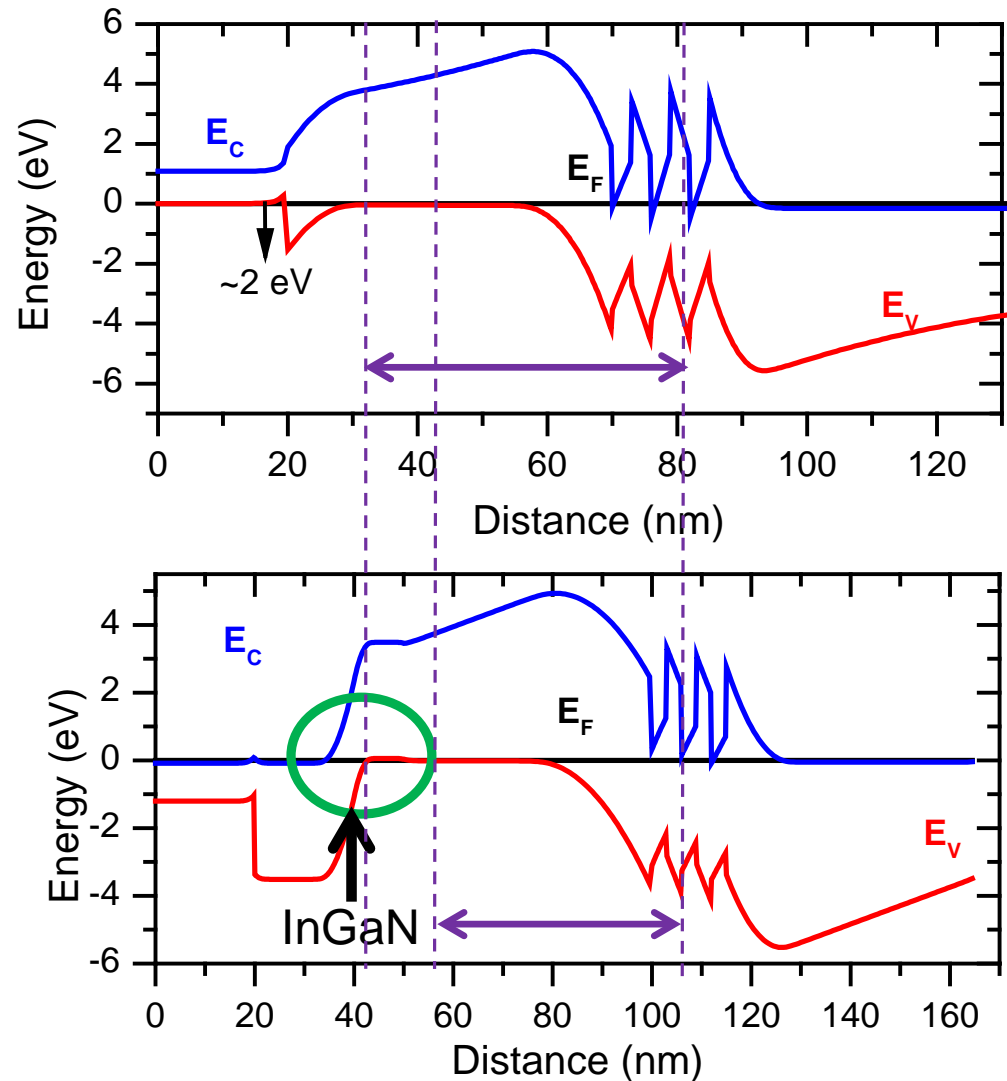 6
4
2
0
-2
-4
-6
Energy (eV)
E_C
E_F
~2 eV
E_V
0 20 40 60 80 100 120
Distance (nm)
4
2
0
-2
-4
-6
Energy (eV)
E_C
E_F
E_V
InGaN
0 20 40 60 80 100 120 140 160
Distance (nm)